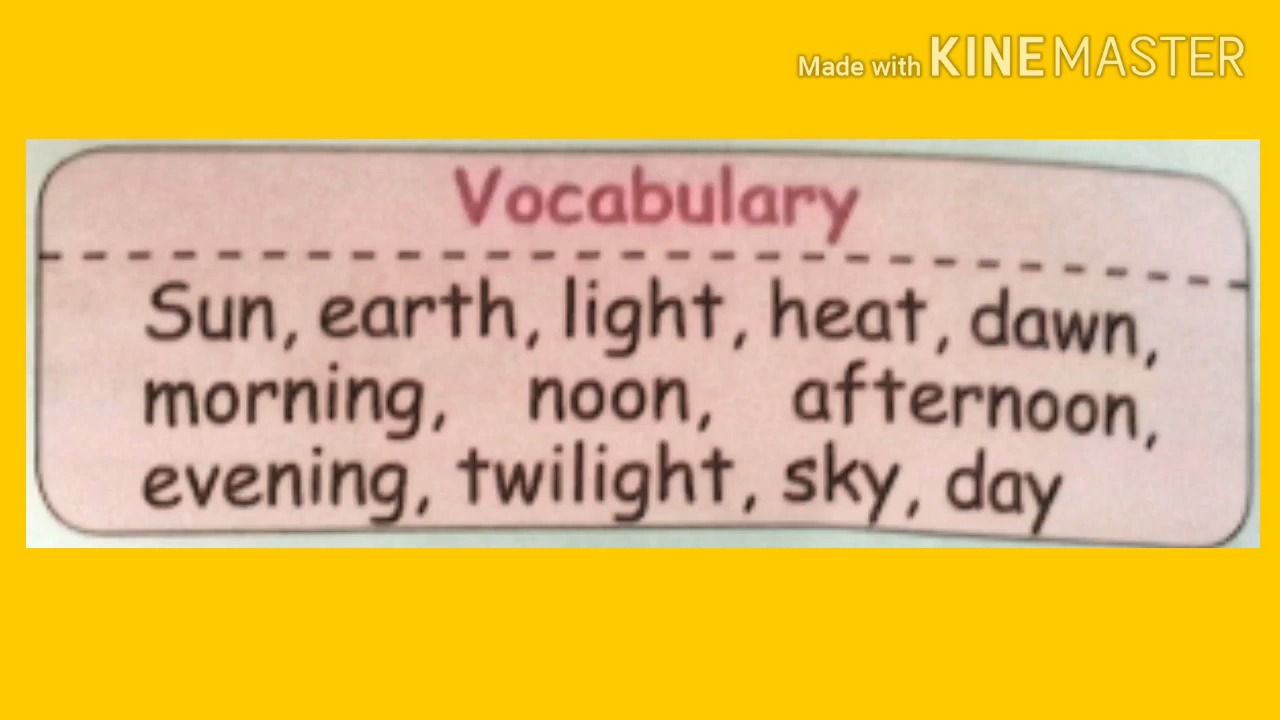 Made with KINEMASTER
Vocabulary
Sun, earth, light, heat, dawn,
morning, noon, afternoon,
evening, twilight, sky, day